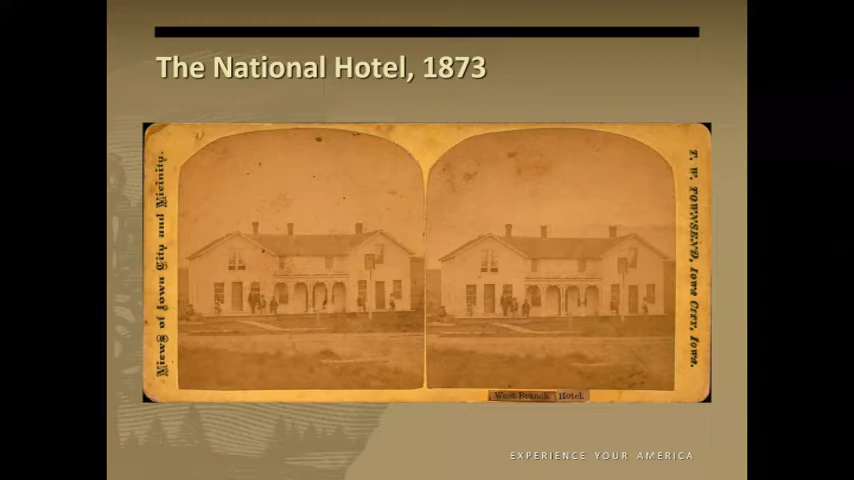 The National Hotel, 1873
Views of Iowa City and Vicinity.
T. W. TOWNSEND, Iowa City, Iowa.
West Branch Hotel.
EXPERIENCE YOUR AMERICA